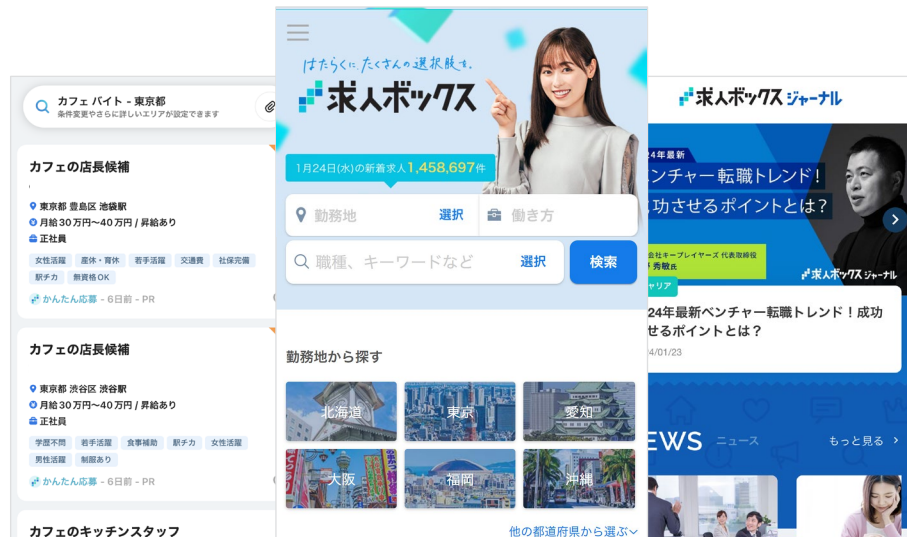 カフェ バイト - 東京都
条件変更やさらに詳しいエリアが設定できます
カフェの店長候補
東京都 豊島区 池袋駅
月給30万円〜40万円 / 昇給あり
正社員
女性活躍 産休・育休 若手活躍 交通費 社保完備
駅チカ 無資格OK
かんたん応募 - 6日前 - PR
カフェの店長候補
東京都 渋谷区 渋谷駅
月給30万円〜40万円 / 昇給あり
正社員
学歴不問 若手活躍 食事補助 駅チカ 女性活躍
男性活躍 制服あり
かんたん応募 - 6日前 - PR
カフェのキッチンスタッフ
はたらくに、たくさんの選択肢を。
求人ボックス
1月24日(水)の新着求人1,458,697件
勤務地 選択 働き方
職種、キーワードなど 選択 検索
勤務地から探す
北海道 東京 愛知
大阪 福岡 沖縄
他の都道府県から選ぶ
求人ボックス ジャーナル
24年最新
ンチャー転職トレンド！
功させるポイントとは？
会社キープレイヤーズ 代表取締役
秀敏氏
求人ボックス ジャーナル
ャリア
24年最新ベンチャー転職トレンド！成功
せるポイントとは？
4/01/23
EWS ニュース もっと見る